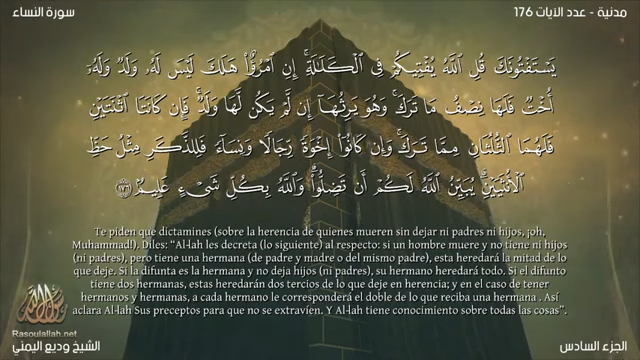 سورة النساء
مدنية - عدد الآيات 176
يَسْتَفْتُونَكَ قُلِ ٱللَّهُ يُفْتِيكُمْ فِى ٱلْكَلَـٰلَةِ ۚ إِنِ ٱمْرُؤٌا۟ هَلَكَ لَيْسَ لَهُۥ وَلَدٌ وَلَهُۥٓ
أُخْتٌ فَلَهَا نِصْفُ مَا تَرَكَ ۚ وَهُوَ يَرِثُهَآ إِن لَّمْ يَكُن لَّهَا وَلَدٌ ۚ فَإِن كَانَتَا ٱثْنَتَيْنِ
فَلَهُمَا ٱلثُّلُثَانِ مِمَّا تَرَكَ ۚ وَإِن كَانُوٓا۟ إِخْوَةً رِّجَالًا وَنِسَآءً فَلِلذَّكَرِ مِثْلُ حَظِّ
ٱلْأُنثَيَيْنِ ۗ يُبَيِّنُ ٱللَّهُ لَكُمْ أَن تَضِلُّوا۟ ۗ وَٱللَّهُ بِكُلِّ شَىْءٍ عَلِيمٌۢ ﴿١٧٦﴾
Te piden que dictamines (sobre la herencia de quienes mueren sin dejar ni padres ni hijos, ¡oh,
Muhammad!). Diles: “Al-lah les decreta (lo siguiente) al respecto: si un hombre muere y no tiene ni hijos
(ni padres), pero tiene una hermana (de padre y madre o del mismo padre), esta heredará la mitad de lo
que deje. Si la difunta es la hermana y no deja hijos (ni padres), su hermano heredará todo. Si el difunto
tiene dos hermanas, estas heredarán dos tercios de lo que deje en herencia; y en el caso de tener
hermanos y hermanas, a cada hermano le corresponderá el doble de lo que reciba una hermana . Así
aclara Al-lah Sus preceptos para que no se extravíen. Y Al-lah tiene conocimiento sobre todas las cosas”.
Rasoulallah.net
الشيخ وديع اليمني
الجزء السادس